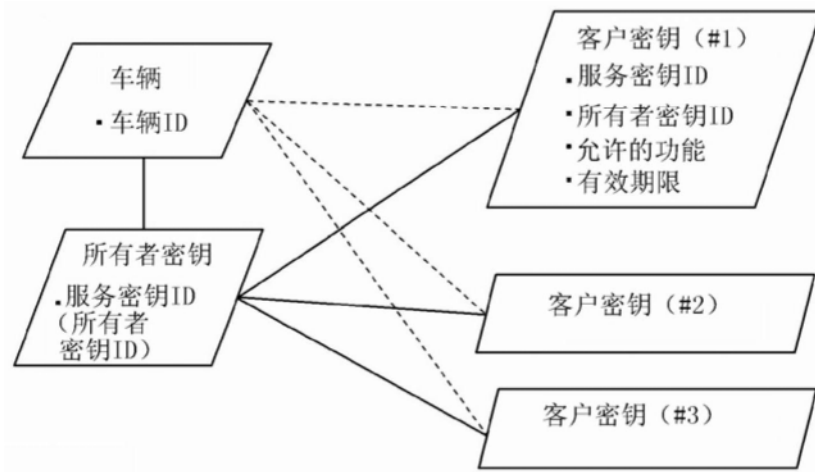 车辆
·车辆ID
所有者密钥
.服务密钥ID
(所有者
密钥ID)
客户密钥(#1)
.服务密钥ID
·所有者密钥ID
·允许的功能
·有效期限
客户密钥(#2)
客户密钥(#3)